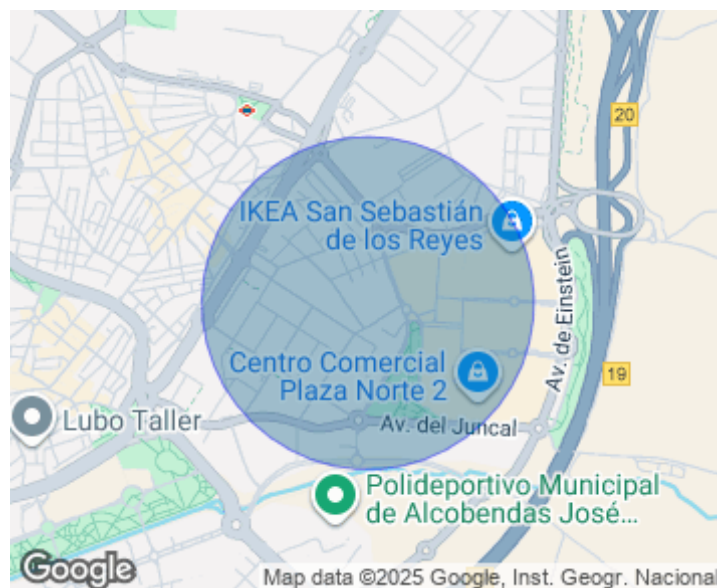 20
IKEA San Sebastián
de los Reyes
Av. de Einstein
Centro Comercial
Plaza Norte 2
19
Lubo Taller
Av. del Juncal
Polideportivo Municipal
de Alcobendas José...
Google
Map data ©2025 Google, Inst. Geogr. Nacional